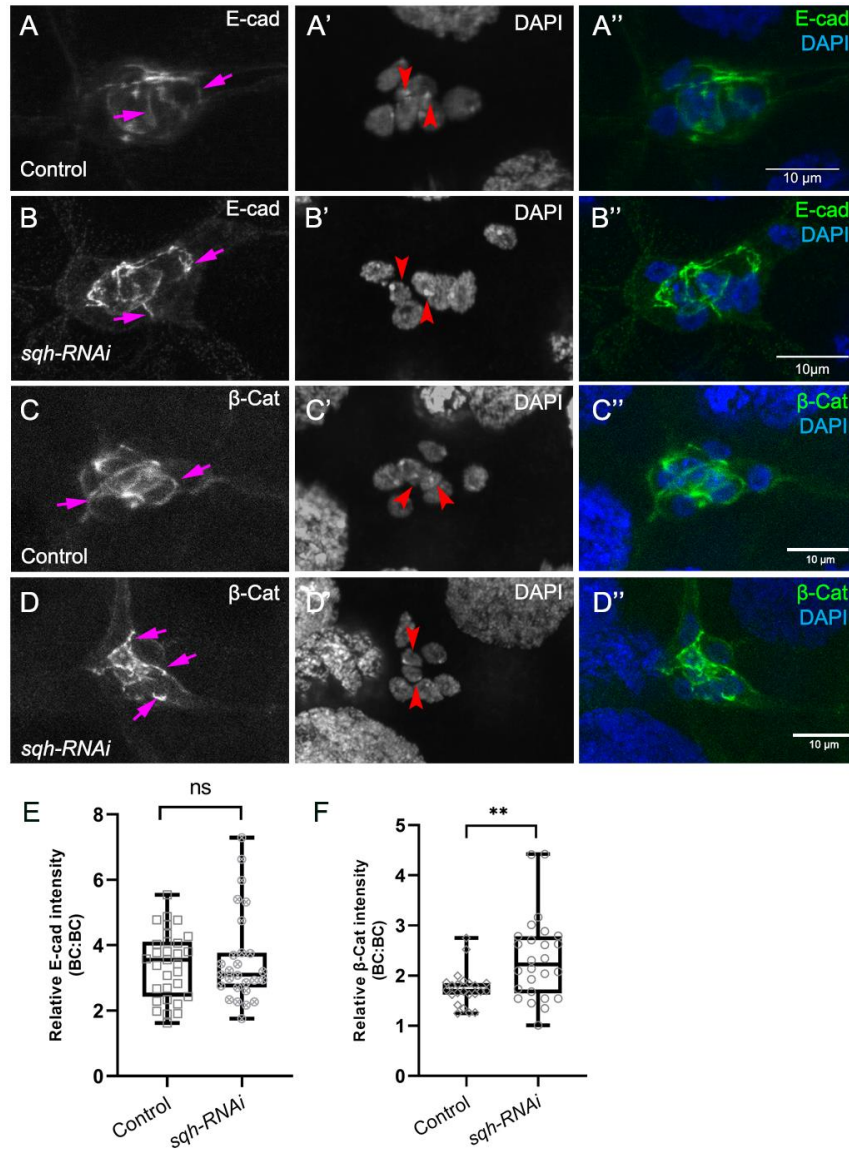 A E-cad A' DAPI A'' E-cad
DAPI
Control 10 µm
B E-cad B' DAPI B'' E-cad
DAPI
sqh-RNAi 10µm
C β-Cat C' DAPI C'' β-Cat
DAPI
Control 10 µm
D β-Cat D' DAPI D'' β-Cat
DAPI
sqh-RNAi 10 µm
E ns
Relative E-cad intensity
(BC:BC)
8
6
4
2
0
Control sqh-RNAi
F **
Relative β-Cat intensity
(BC:BC)
5
4
3
2
1
0
Control sqh-RNAi